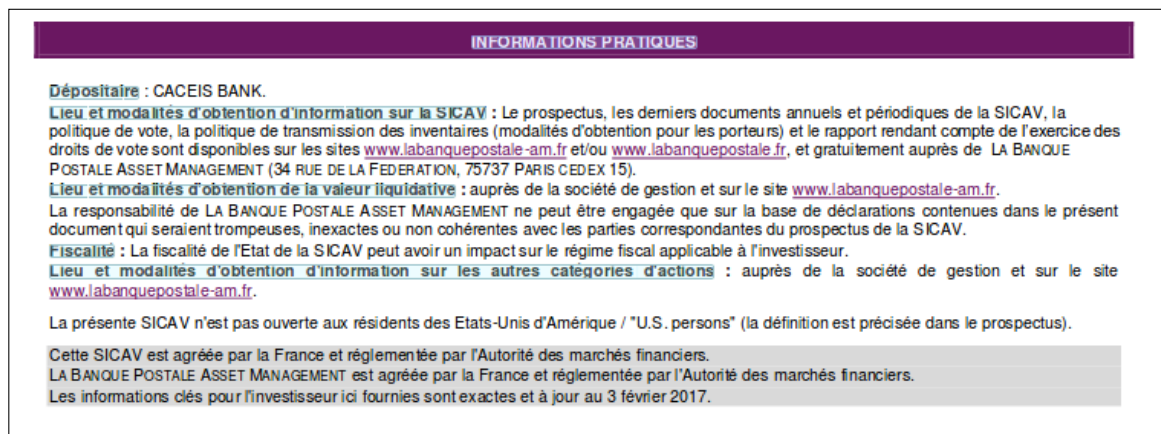 INFORMATIONS PRATIQUES
Dépositaire : CACEIS BANK.
Lieu et modalités d'obtention d'information sur la SICAV : Le prospectus, les derniers documents annuels et périodiques de la SICAV, la
politique de vote, la politique de transmission des inventaires (modalités d'obtention pour les porteurs) et le rapport rendant compte de l'exercice des
droits de vote sont disponibles sur les sites www.labanquepostale-am.fr et/ou www.labanquepostale.fr, et gratuitement auprès de LA BANQUE
POSTALE ASSET MANAGEMENT (34 RUE DE LA FEDERATION, 75737 PARIS CEDEX 15).
Lieu et modalités d'obtention de la valeur liquidative : auprès de la société de gestion et sur le site www.labanquepostale-am.fr.
La responsabilité de LA BANQUE POSTALE ASSET MANAGEMENT ne peut être engagée que sur la base de déclarations contenues dans le présent
document qui seraient trompeuses, inexactes ou non cohérentes avec les parties correspondantes du prospectus de la SICAV.
Fiscalité : La fiscalité de l'Etat de la SICAV peut avoir un impact sur le régime fiscal applicable à l'investisseur.
Lieu et modalités d'obtention d'information sur les autres catégories d'actions : auprès de la société de gestion et sur le site
www.labanquepostale-am.fr.
La présente SICAV n'est pas ouverte aux résidents des Etats-Unis d'Amérique / "U.S. persons" (la définition est précisée dans le prospectus).
Cette SICAV est agréée par la France et réglementée par l'Autorité des marchés financiers.
LA BANQUE POSTALE ASSET MANAGEMENT est agréée par la France et réglementée par l'Autorité des marchés financiers.
Les informations clés pour l'investisseur ici fournies sont exactes et à jour au 3 février 2017.